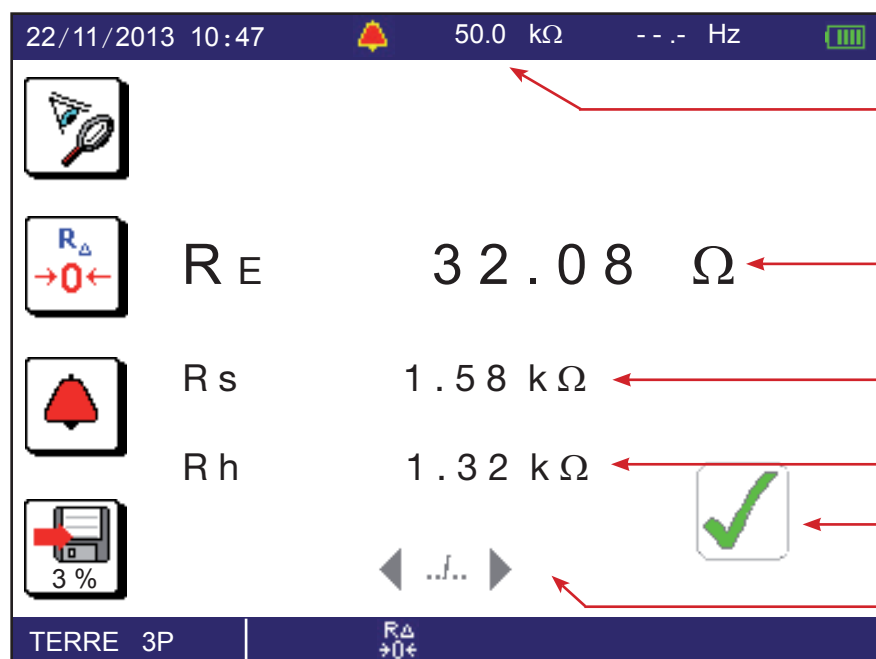 22/11/2013 10:47 50.0 kΩ - - .- Hz
RΔ
→0←
RE 32.08 Ω
Rs 1.58 kΩ
Rh 1.32 kΩ
3 %
../..
TERRE 3P
RΔ
→0←